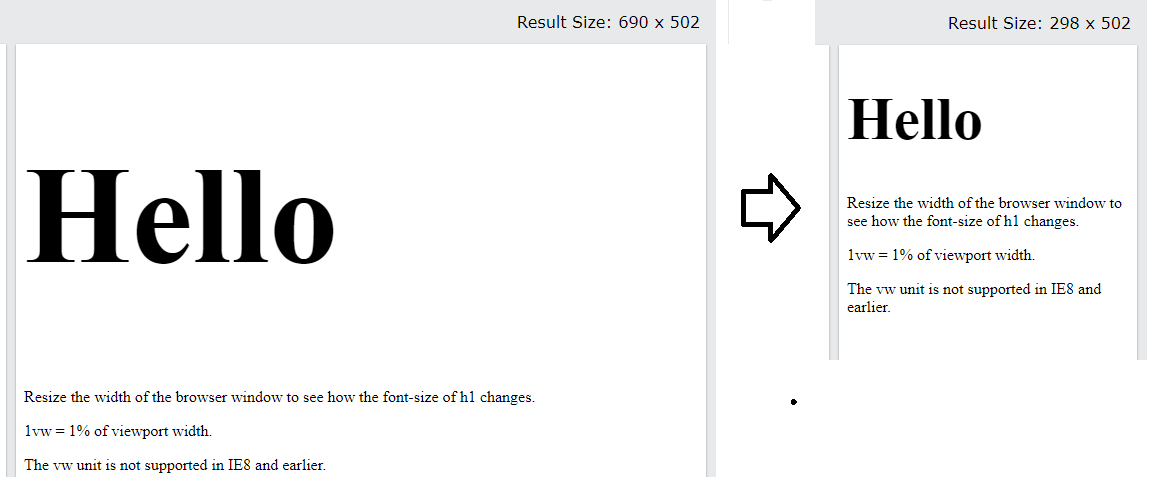 Result Size: 690 x 502
Hello
Resize the width of the browser window to see how the font-size of h1 changes.
1vw = 1% of viewport width.
The vw unit is not supported in IE8 and earlier.
Result Size: 298 x 502
Hello
Resize the width of the browser window to
see how the font-size of h1 changes.
1vw = 1% of viewport width.
The vw unit is not supported in IE8 and
earlier.